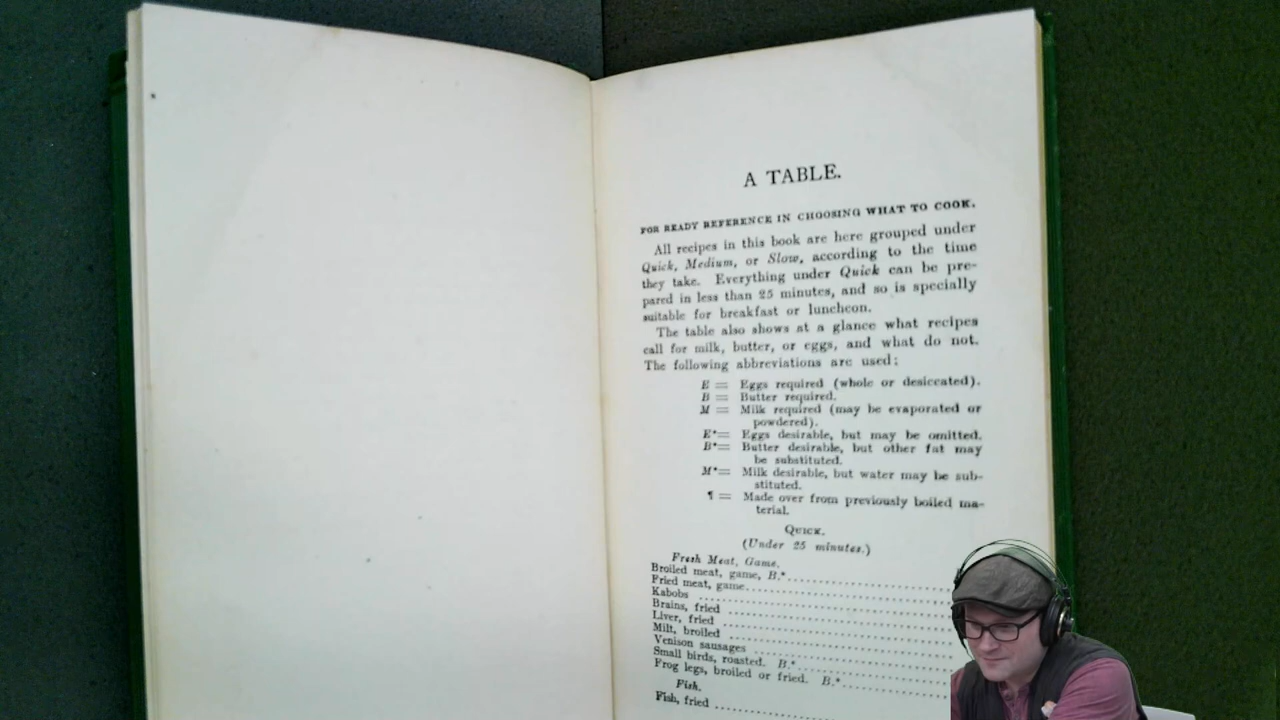 A TABLE.
FOR READY REFERENCE IN CHOOSING WHAT TO COOK.
All recipes in this book are here grouped under
Quick, Medium, or Slow, according to the time
they take. Everything under Quick can be pre-
pared in less than 25 minutes, and so is specially
suitable for breakfast or luncheon.
The table also shows at a glance what recipes
call for milk, butter, or eggs, and what do not.
The following abbreviations are used:
E = Eggs required (whole or desiccated).
B = Butter required.
M = Milk required (may be evaporated or
powdered).
E*= Eggs desirable, but may be omitted.
B*= Butter desirable, but other fat may
be substituted.
M*= Milk desirable, but water may be sub-
stituted.
¶ = Made over from previously boiled ma-
terial.
QUICK.
(Under 25 minutes.)
Fresh Meat, Game.
Broiled meat, game, B.*
Fried meat, game
Kabobs
Brains, fried
Liver, fried
Milt, broiled
Venison sausages
Small birds, roasted. B.*
Frog legs, broiled or fried. B.*
Fish.
Fish, fried